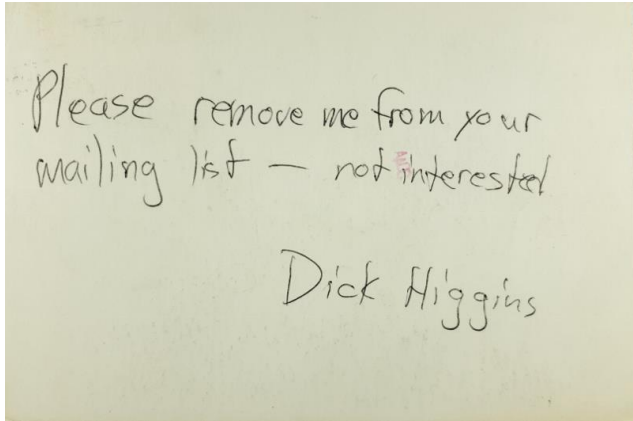 Please remove me from your
mailing list — not interested
Dick Higgins